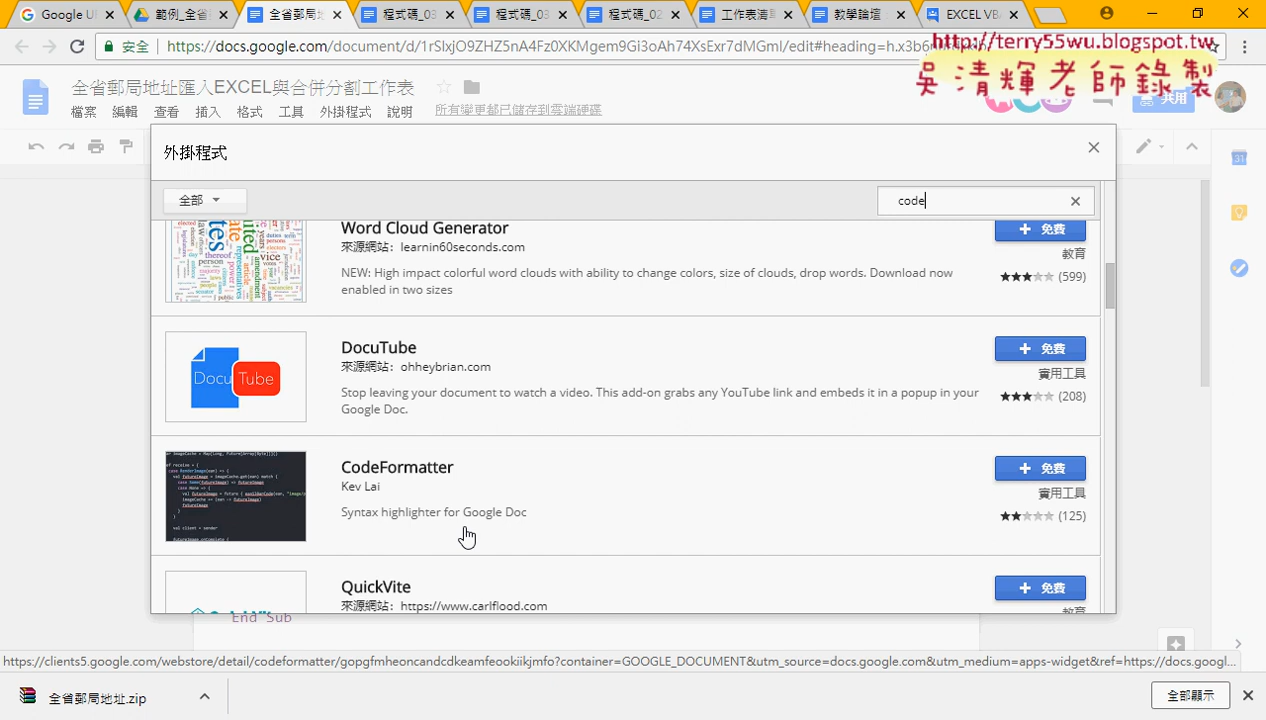 Google Ul
範例_全省
全省郵局地
程式碼_03
程式碼_03
程式碼_02
工作表清單
教學論壇
EXCEL VBA
安全
https://docs.google.com/document/d/1rSlxjO9ZHZ5nA4Fz0XKMgem9Gi3oAh74XsExr7dMGmI/edit#heading=h.x3b6
http://terry55wu.blogspot.tw
吳清輝老師錄製
全省郵局地址匯入EXCEL與合併分割工作表
檔案 編輯 查看 插入 格式 工具 外掛程式 說明
所有變更都已儲存到雲端硬碟
共用
外掛程式
全部
code
Word Cloud Generator
來源網站: learnin60seconds.com
NEW: High impact colorful word clouds with ability to change colors, size of clouds, drop words. Download now
enabled in two sizes
免費
教育
(599)
Docu Tube
DocuTube
來源網站: ohheybrian.com
Stop leaving your document to watch a video. This add-on grabs any YouTube link and embeds it in a popup in your
Google Doc.
免費
實用工具
(208)
CodeFormatter
Kev Lai
Syntax highlighter for Google Doc
免費
實用工具
(125)
QuickVite
來源網站: https://www.carlflood.com
免費
教育
End Sub
31
https://clients5.google.com/webstore/detail/codeformatter/gopgfmheoncandcdkeamfeookiikjmfo?container=GOOGLE_DOCUMENT&utm_source=docs.google.com&utm_medium=apps-widget&ref=https://docs.googl...
全省郵局地址.zip
全部顯示